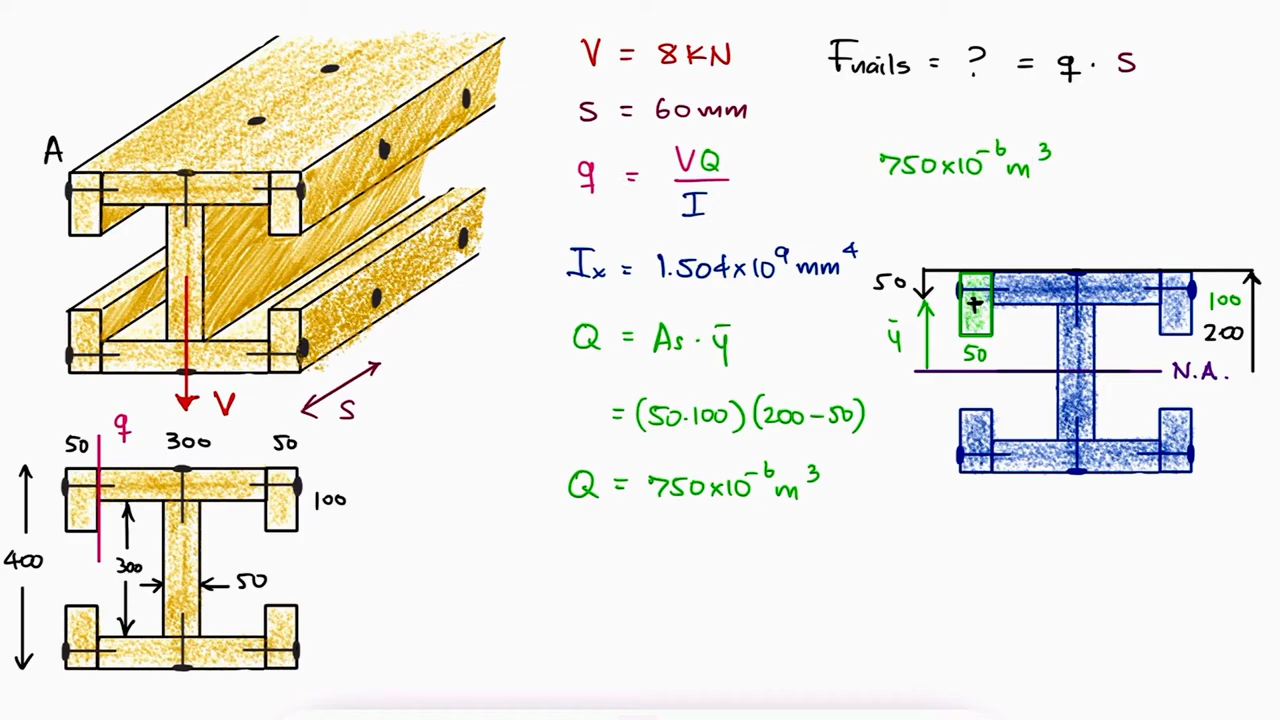 V = 8KN
Fnails = ? = q · S
S = 60mm
A
q = VQ / I
750x10⁻⁶ m³
Ix = 1.504x10⁹ mm⁴
50
100
ȳ
200
Q = As · ȳ
50
N.A.
V
S
= (50·100)(200-50)
q
50
300
50
Q = 750x10⁻⁶ m³
100
400
300
50